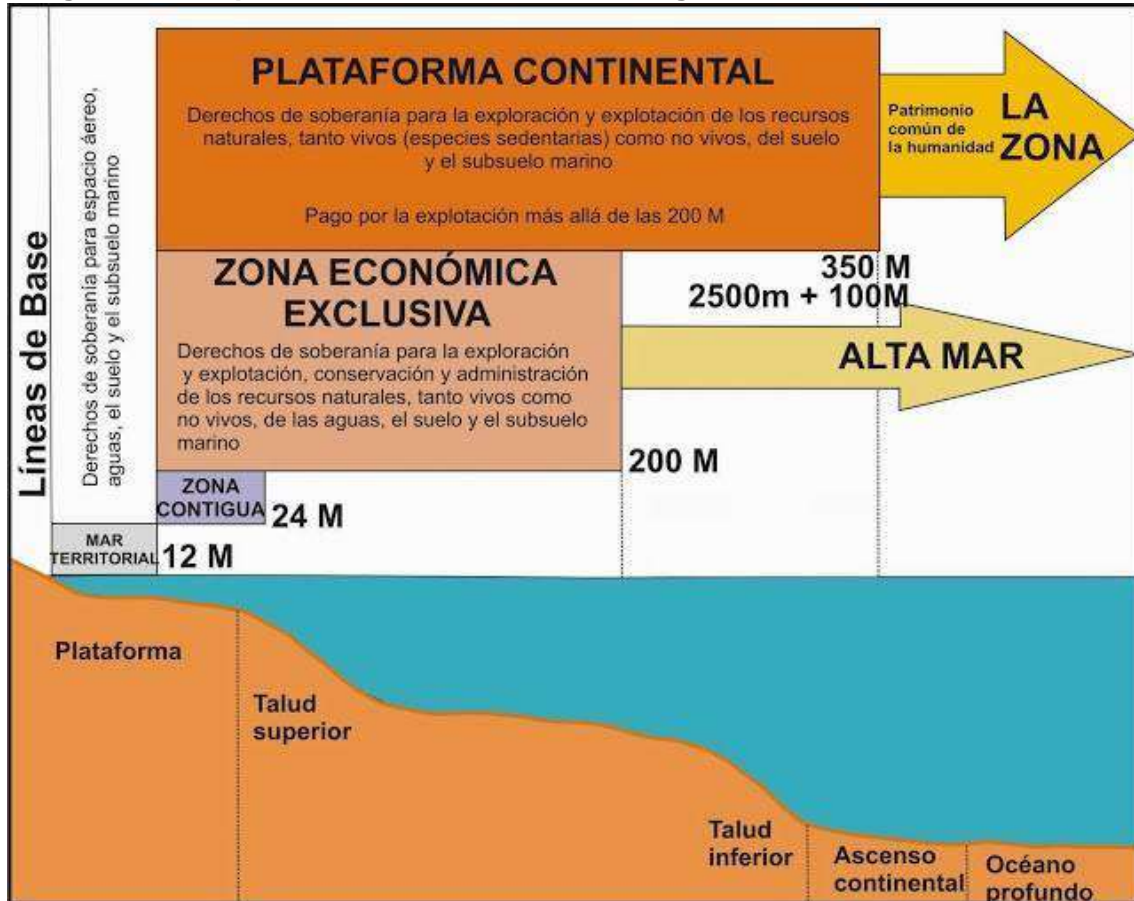 PLATAFORMA CONTINENTAL
Derechos de soberanía para la exploración y explotación de los recursos
naturales, tanto vivos (especies sedentarias) como no vivos, del suelo
y el subsuelo marino
Pago por la explotación más allá de las 200 M
Patrimonio
común de
la humanidad
LA
ZONA
Líneas de Base
Derechos de soberanía para espacio áereo,
aguas, el suelo y el subsuelo marino
ZONA ECONÓMICA
EXCLUSIVA
Derechos de soberanía para la exploración
y explotación, conservación y administración
de los recursos naturales, tanto vivos como
no vivos, de las aguas, el suelo y el subsuelo
marino
350 M
2500m + 100M
ALTA MAR
200 M
ZONA
CONTIGUA
24 M
MAR
TERRITORIAL
12 M
Plataforma
Talud
superior
Talud
inferior
Ascenso
continental
Océano
profundo